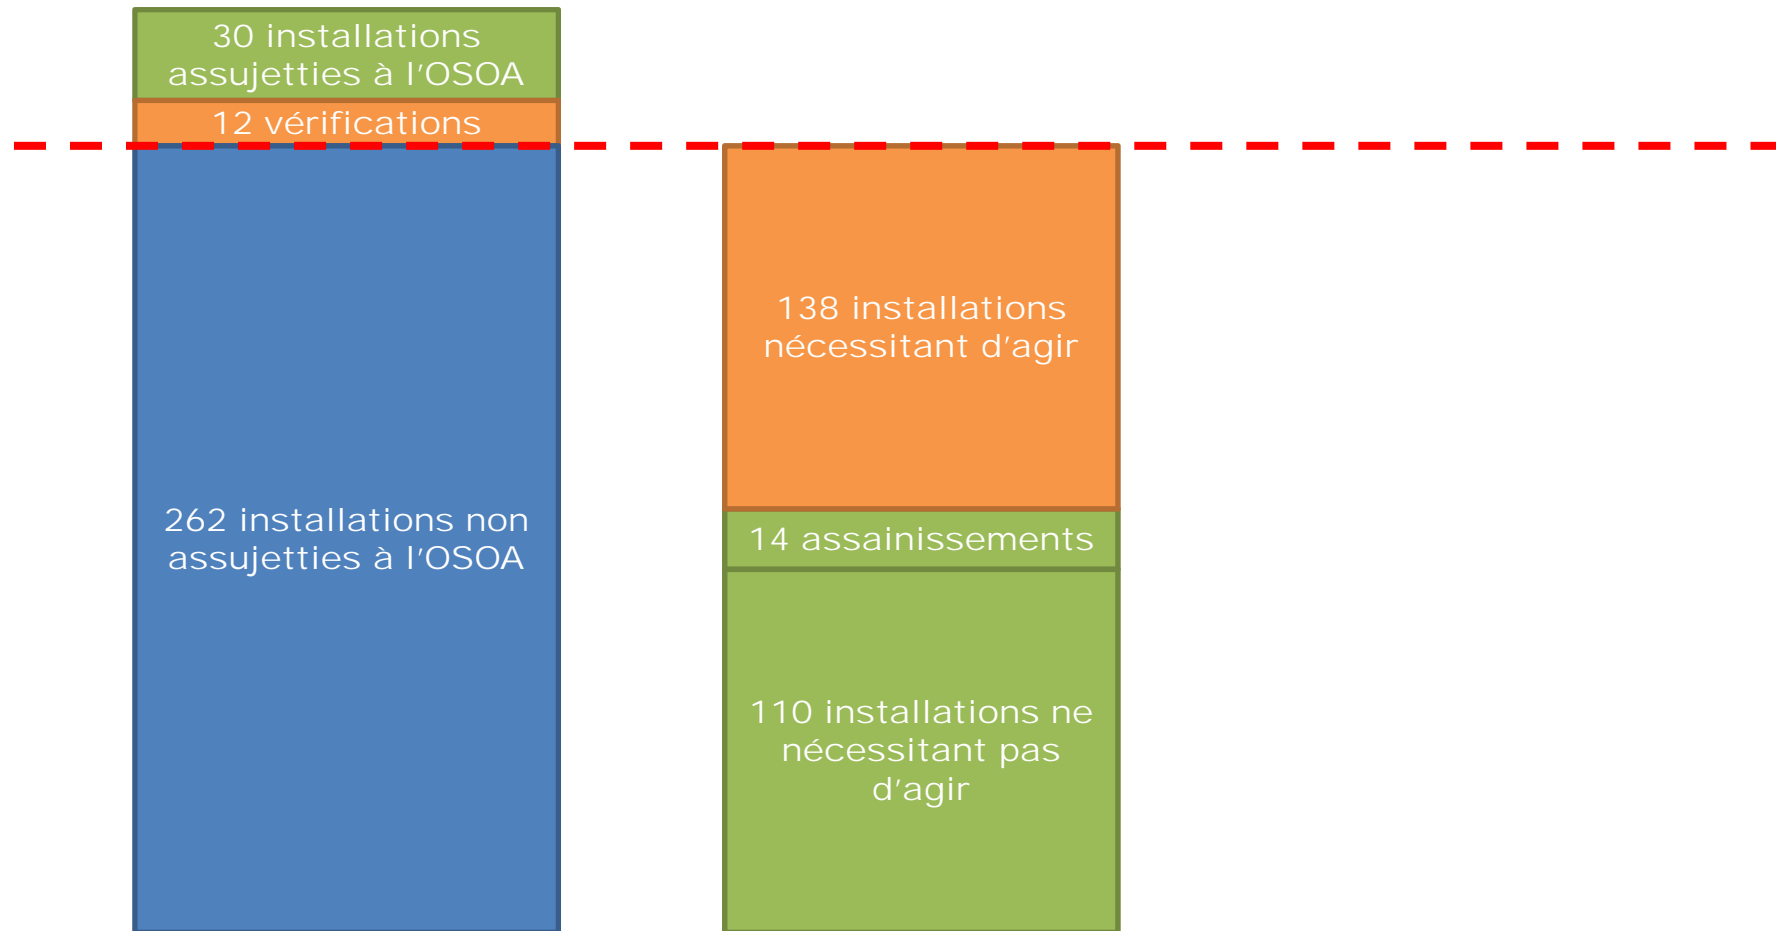 30 installations
assujetties à l'OSOA
12 vérifications
262 installations non
assujetties à l'OSOA
138 installations
nécessitant d'agir
14 assainissements
110 installations ne
nécessitant pas
d'agir